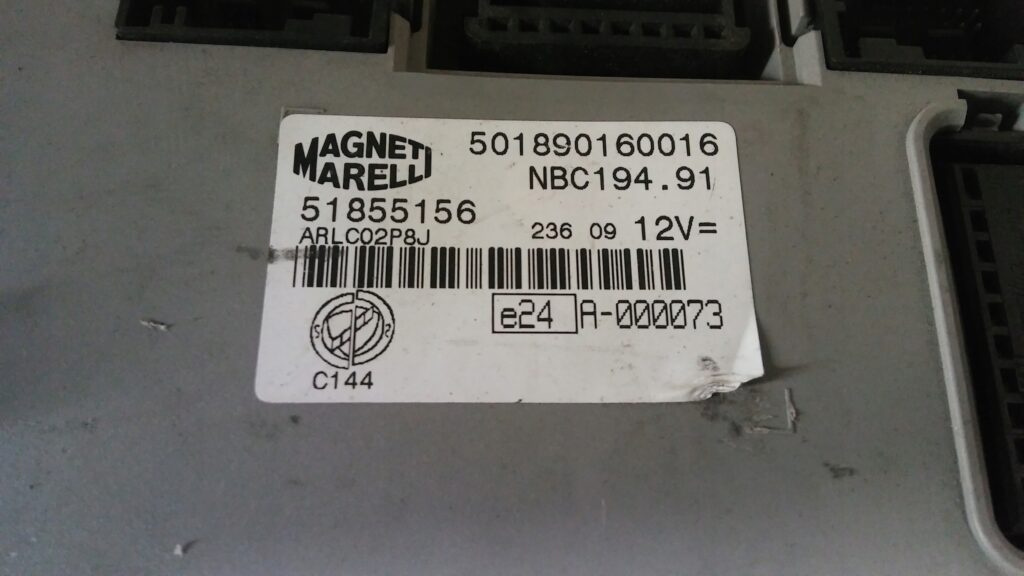 MAGNETI
MARELLI
501890160016
NBC194.91
51855156
ARLC02P8J
236 09 12V=
e24 A-000073
C144